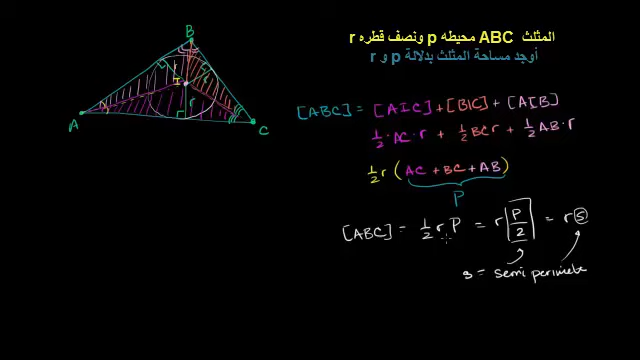 المثلث ABC محيطه p ونصف قطره r
أوجد مساحة المثلث بدلالة p و r
B
r
I
r
r
A
C
[ABC] = [AIC] + [BIC] + [AIB]
1/2 · AC · r + 1/2 BC r + 1/2 AB · r
1/2 r (AC + BC + AB)
P
[ABC] = 1/2 r P = r P/2 = r s
s = semi perimeter